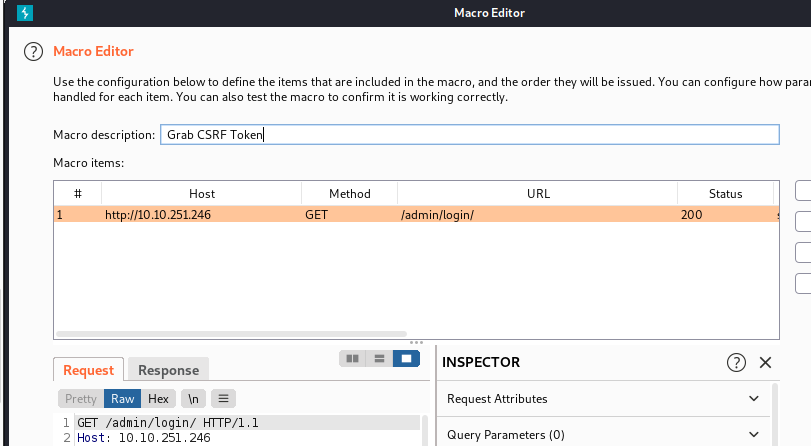 Macro Editor
? Macro Editor
Use the configuration below to define the items that are included in the macro, and the order they will be issued. You can configure how
handled for each item. You can also test the macro to confirm it is working correctly.
Macro description: Grab CSRF Token
Macro items:
# Host Method URL Status
1 http://10.10.251.246 GET /admin/login/ 200
Request Response
INSPECTOR ?
Pretty Raw Hex \n
Request Attributes
1 GET /admin/login/ HTTP/1.1
2 Host: 10.10.251.246
Query Parameters (0)